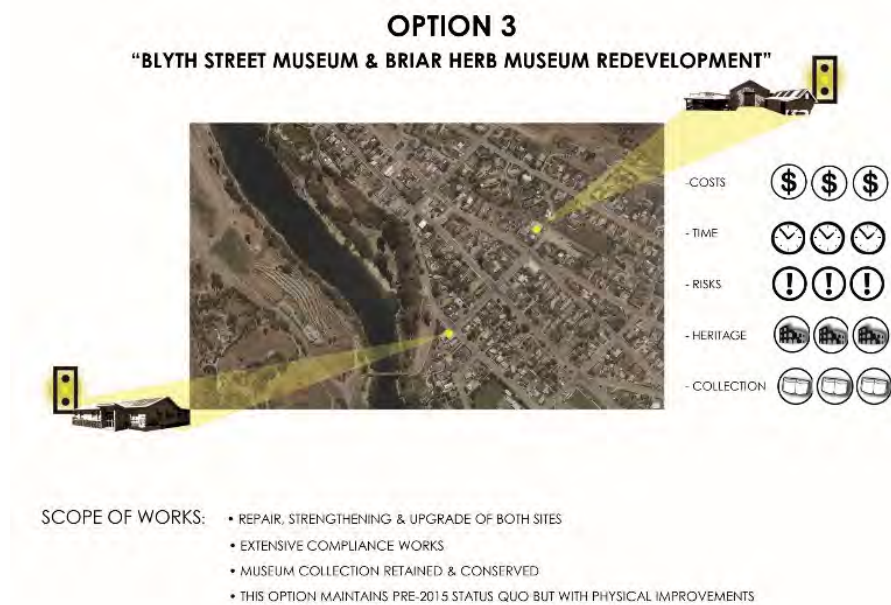 OPTION 3
"BLYTH STREET MUSEUM & BRIAR HERB MUSEUM REDEVELOPMENT"
-COSTS $ $ $
- TIME
- RISKS ! ! !
- HERITAGE
- COLLECTION
SCOPE OF WORKS: • REPAIR, STRENGTHENING & UPGRADE OF BOTH SITES
• EXTENSIVE COMPLIANCE WORKS
• MUSEUM COLLECTION RETAINED & CONSERVED
• THIS OPTION MAINTAINS PRE-2015 STATUS QUO BUT WITH PHYSICAL IMPROVEMENTS